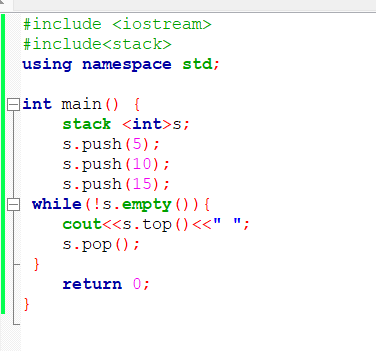 #include <iostream>
#include<stack>
using namespace std;
int main() {
stack <int>s;
s.push(5);
s.push(10);
s.push(15);
while(!s.empty()){
cout<<s.top()<<" ";
s.pop();
}
return 0;
}